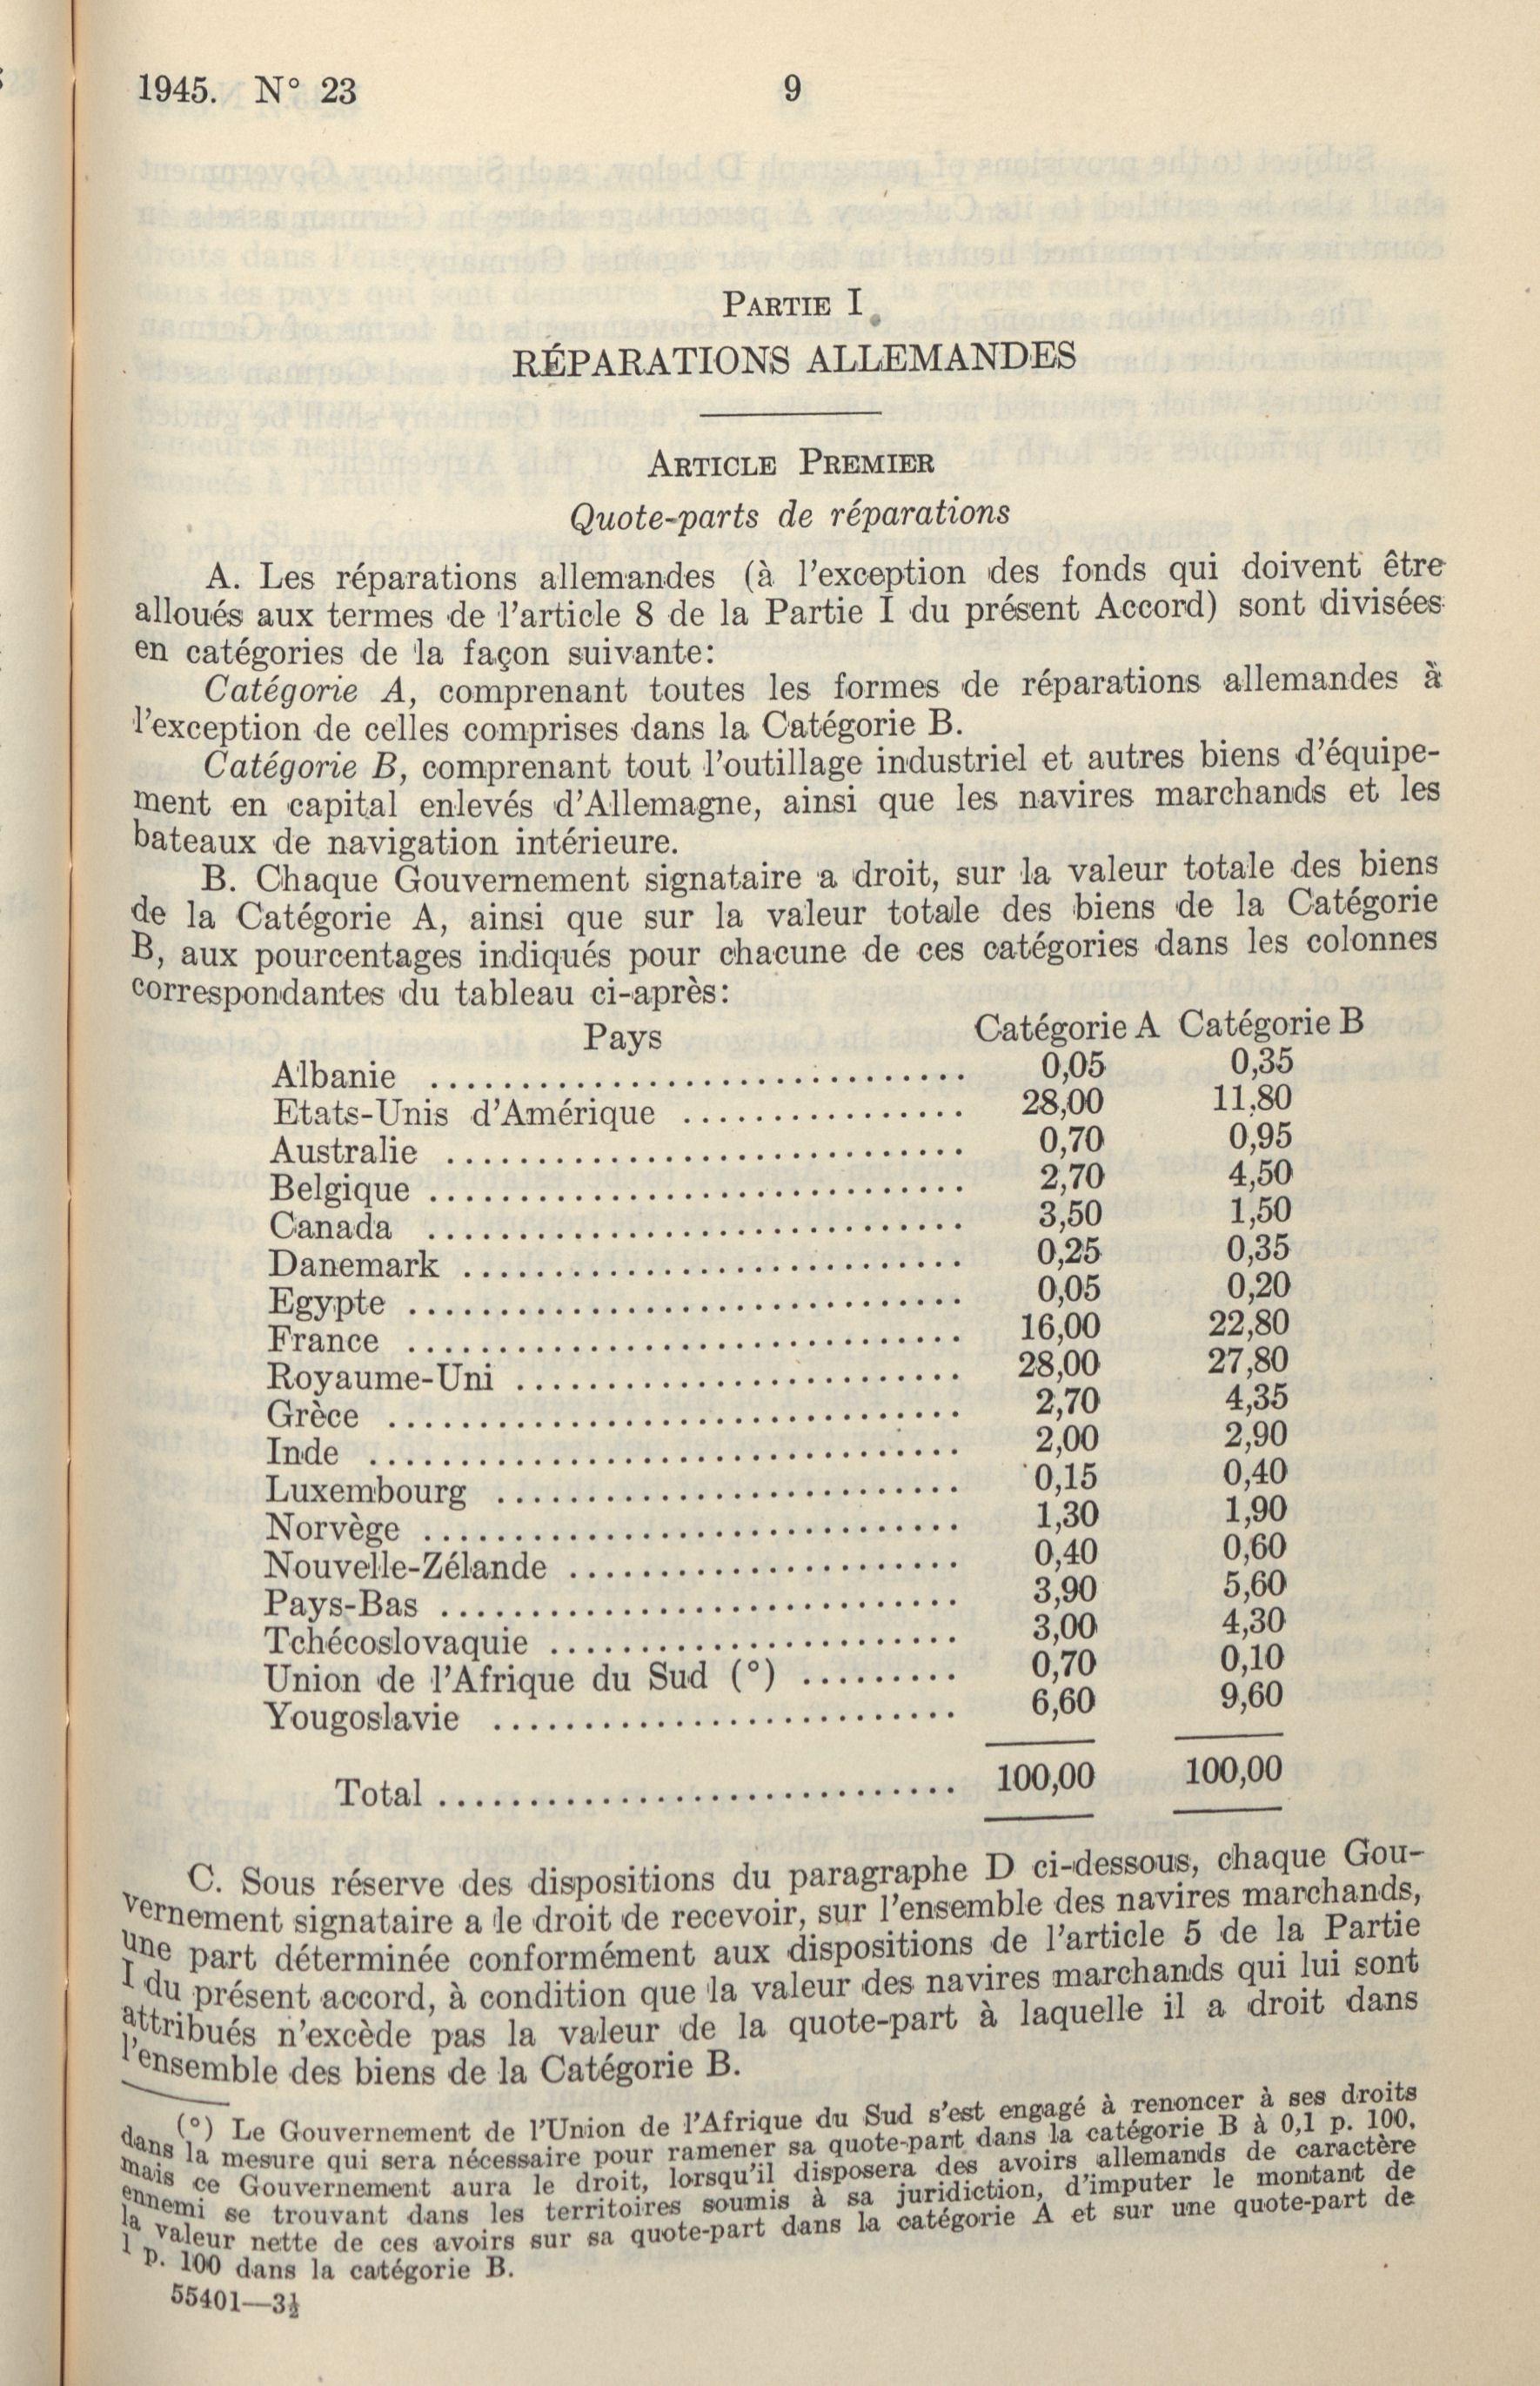 1945. N° 23 9
PARTIE I
RÉPARATIONS ALLEMANDES
ARTICLE PREMIER
Quote-parts de réparations
A. Les réparations allemandes (à l'exception des fonds qui doivent être
alloués aux termes de l'article 8 de la Partie I du présent Accord) sont divisées
en catégories de la façon suivante:
Catégorie A, comprenant toutes les formes de réparations allemandes à
l'exception de celles comprises dans la Catégorie B.
Catégorie B, comprenant tout l'outillage industriel et autres biens d'équipe-
ment en capital enlevés d'Allemagne, ainsi que les navires marchands et les
bateaux de navigation intérieure.
B. Chaque Gouvernement signataire a droit, sur la valeur totale des biens
de la Catégorie A, ainsi que sur la valeur totale des biens de la Catégorie
B, aux pourcentages indiqués pour chacune de ces catégories dans les colonnes
correspondantes du tableau ci-après:
Pays Catégorie A Catégorie B
Albanie .............................. 0,05 0,35
Etats-Unis d'Amérique ................ 28,00 11,80
Australie ............................. 0,70 0,95
Belgique .............................. 2,70 4,50
Canada .............................. 3,50 1,50
Danemark ............................ 0,25 0,35
Egypte ............................... 0,05 0,20
France ............................... 16,00 22,80
Royaume-Uni ......................... 28,00 27,80
Grèce ................................ 2,70 4,35
Inde ................................. 2,00 2,90
Luxembourg .......................... 0,15 0,40
Norvège .............................. 1,30 1,90
Nouvelle-Zélande ...................... 0,40 0,60
Pays-Bas ............................. 3,90 5,60
Tchécoslovaquie ....................... 3,00 4,30
Union de l'Afrique du Sud (°) ......... 0,70 0,10
Yougoslavie .......................... 6,60 9,60
Total ............................. 100,00 100,00
C. Sous réserve des dispositions du paragraphe D ci-dessous, chaque Gou-
vernement signataire a le droit de recevoir, sur l'ensemble des navires marchands,
une part déterminée conformément aux dispositions de l'article 5 de la Partie
I du présent accord, à condition que la valeur des navires marchands qui lui sont
attribués n'excède pas la valeur de la quote-part à laquelle il a droit dans
l'ensemble des biens de la Catégorie B.
(°) Le Gouvernement de l'Union de l'Afrique du Sud s'est engagé à renoncer à ses droits
dans la mesure qui sera nécessaire pour ramener sa quote-part dans la catégorie B à 0,1 p. 100,
mais ce Gouvernement aura le droit, lorsqu'il disposera des avoirs allemands de caractère
ennemi se trouvant dans les territoires soumis à sa juridiction, d'imputer le montant de
la valeur nette de ces avoirs sur sa quote-part dans la catégorie A et sur une quote-part de
1 p. 100 dans la catégorie B.
55401—3½